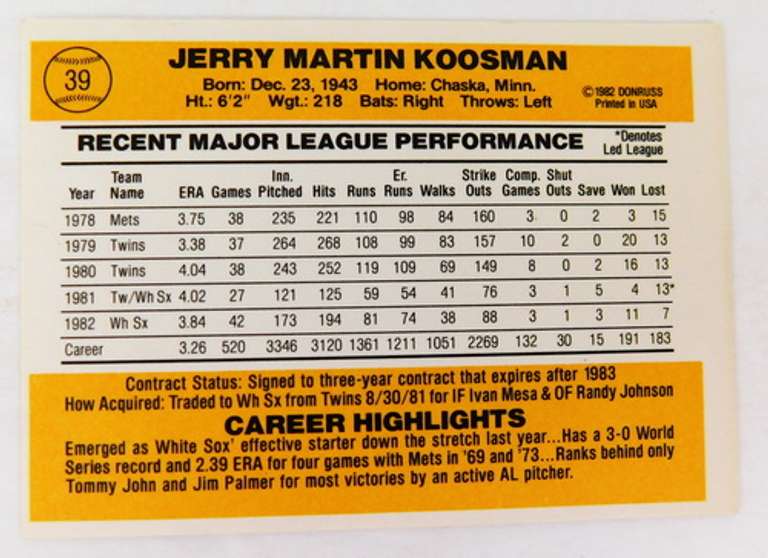 39
JERRY MARTIN KOOSMAN
Born: Dec. 23, 1943 Home: Chaska, Minn.
Ht.: 6'2" Wgt.: 218 Bats: Right Throws: Left
©1982 DONRUSS
Printed in USA
RECENT MAJOR LEAGUE PERFORMANCE
*Denotes
Led League
Year Team Name ERA Games Inn. Pitched Hits Runs Er. Runs Walks Strike Outs Comp. Games Shut Outs Save Won Lost
1978 Mets 3.75 38 235 221 110 98 84 160 3 0 2 3 15
1979 Twins 3.38 37 264 268 108 99 83 157 10 2 0 20 13
1980 Twins 4.04 38 243 252 119 109 69 149 8 0 2 16 13
1981 Tw/Wh Sx 4.02 27 121 125 59 54 41 76 3 1 5 4 13*
1982 Wh Sx 3.84 42 173 194 81 74 38 88 3 1 3 11 7
Career 3.26 520 3346 3120 1361 1211 1051 2269 132 30 15 191 183
Contract Status: Signed to three-year contract that expires after 1983
How Acquired: Traded to Wh Sx from Twins 8/30/81 for IF Ivan Mesa & OF Randy Johnson
CAREER HIGHLIGHTS
Emerged as White Sox' effective starter down the stretch last year...Has a 3-0 World
Series record and 2.39 ERA for four games with Mets in '69 and '73...Ranks behind only
Tommy John and Jim Palmer for most victories by an active AL pitcher.